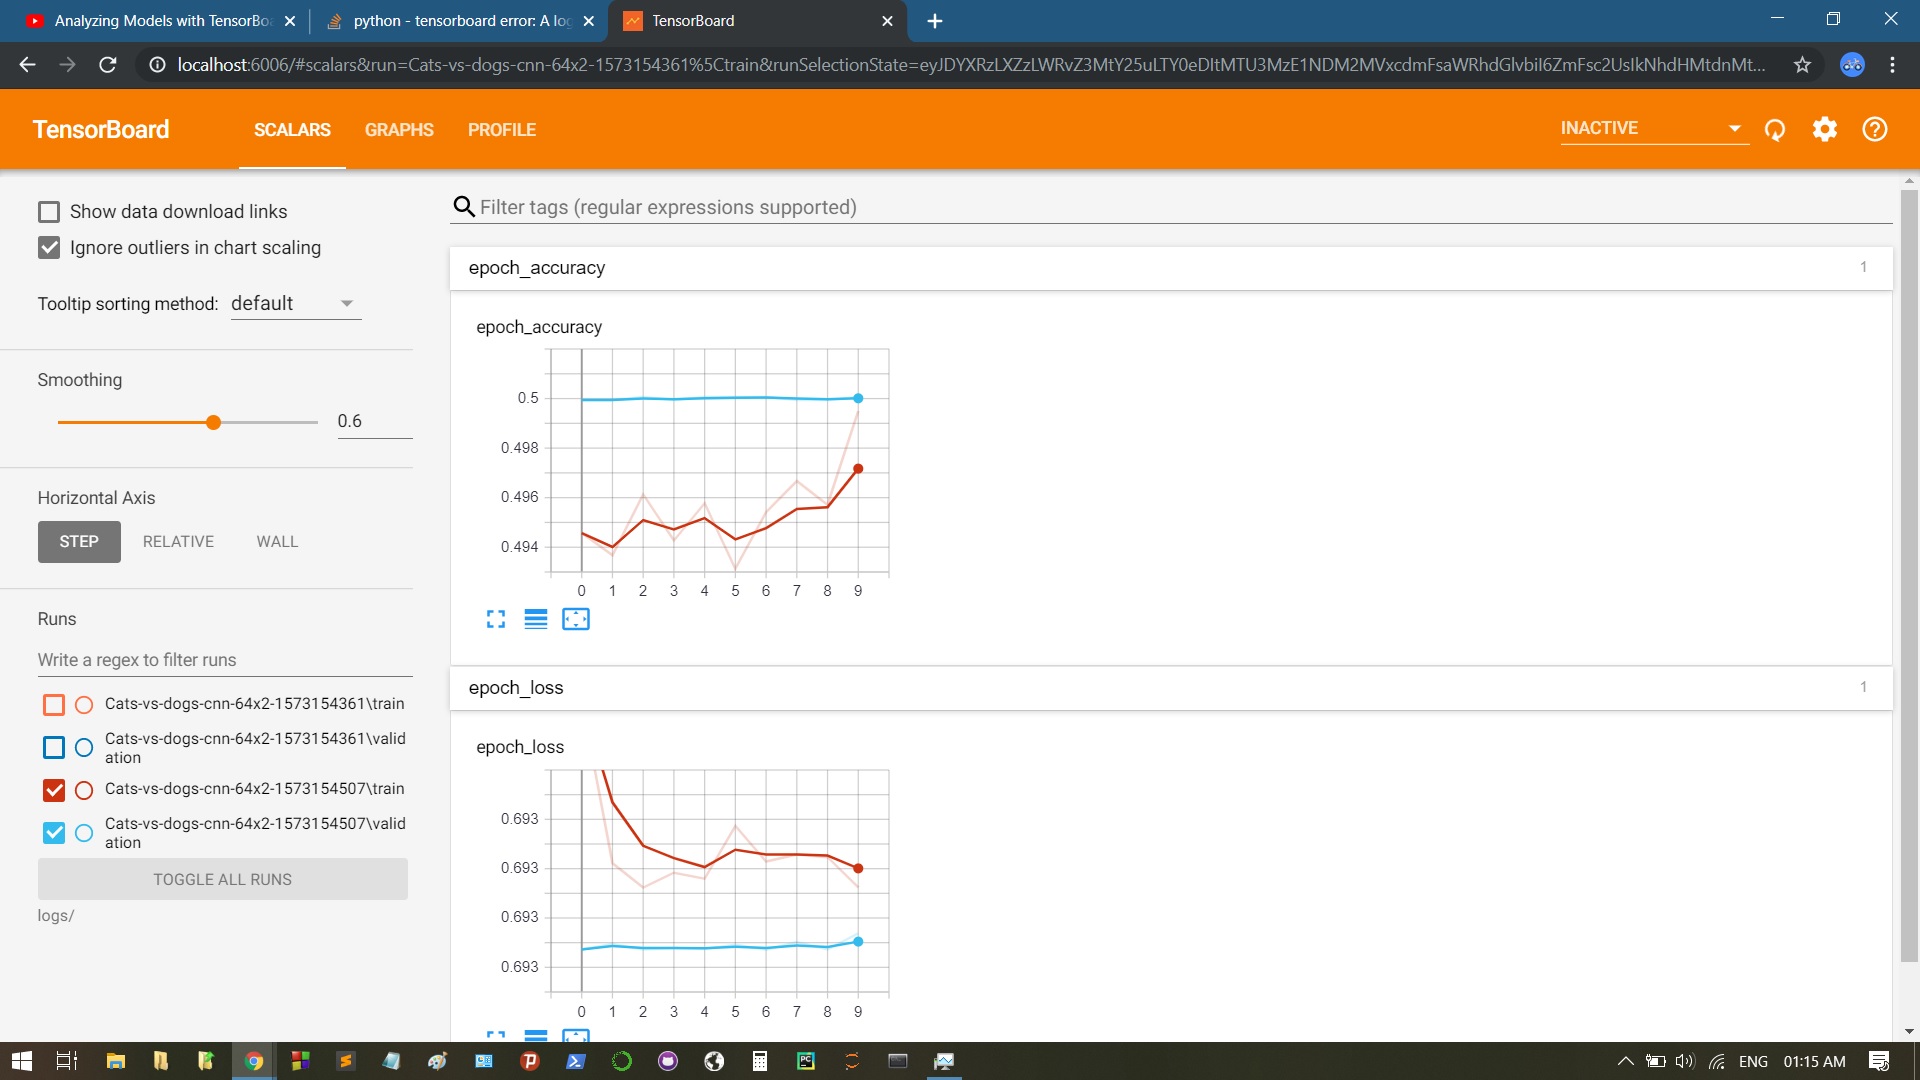 Analyzing Models with TensorBo
python - tensorboard error: A log
TensorBoard
localhost:6006/#scalars&run=Cats-vs-dogs-cnn-64x2-1573154361%5Ctrain&runSelectionState=eyJDYXRzLXZzLWRvZ3MtY25uLTY0eDItMTU3MzE1NDM2MVxcdmFsaWRhdGlvbiI6ZmFsc2UsIkNhdHMtdnMt...
TensorBoard
SCALARS
GRAPHS
PROFILE
INACTIVE
Show data download links
Ignore outliers in chart scaling
Tooltip sorting method: default
Smoothing
0.6
Horizontal Axis
STEP
RELATIVE
WALL
Runs
Write a regex to filter runs
Cats-vs-dogs-cnn-64x2-1573154361\train
Cats-vs-dogs-cnn-64x2-1573154361\valid
ation
Cats-vs-dogs-cnn-64x2-1573154507\train
Cats-vs-dogs-cnn-64x2-1573154507\valid
ation
TOGGLE ALL RUNS
logs/
Filter tags (regular expressions supported)
epoch_accuracy
1
epoch_accuracy
0.5
0.498
0.496
0.494
0 1 2 3 4 5 6 7 8 9
epoch_loss
1
epoch_loss
0.693
0.693
0.693
0.693
0 1 2 3 4 5 6 7 8 9
ENG
01:15 AM